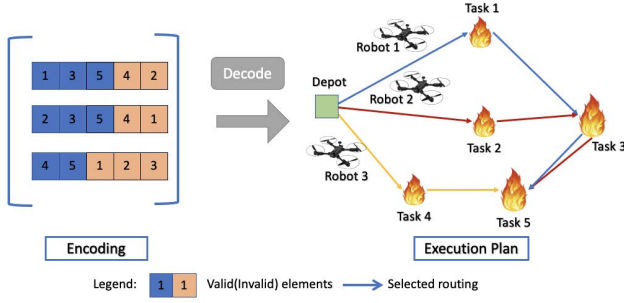 Task 1
Robot 1
Decode
Depot
1 3 5 4 2
Robot 2
2 3 5 4 1
Task 2
Task 3
Robot 3
4 5 1 2 3
Task 4
Task 5
Encoding
Execution Plan
Legend: 1 1 Valid(Invalid) elements Selected routing